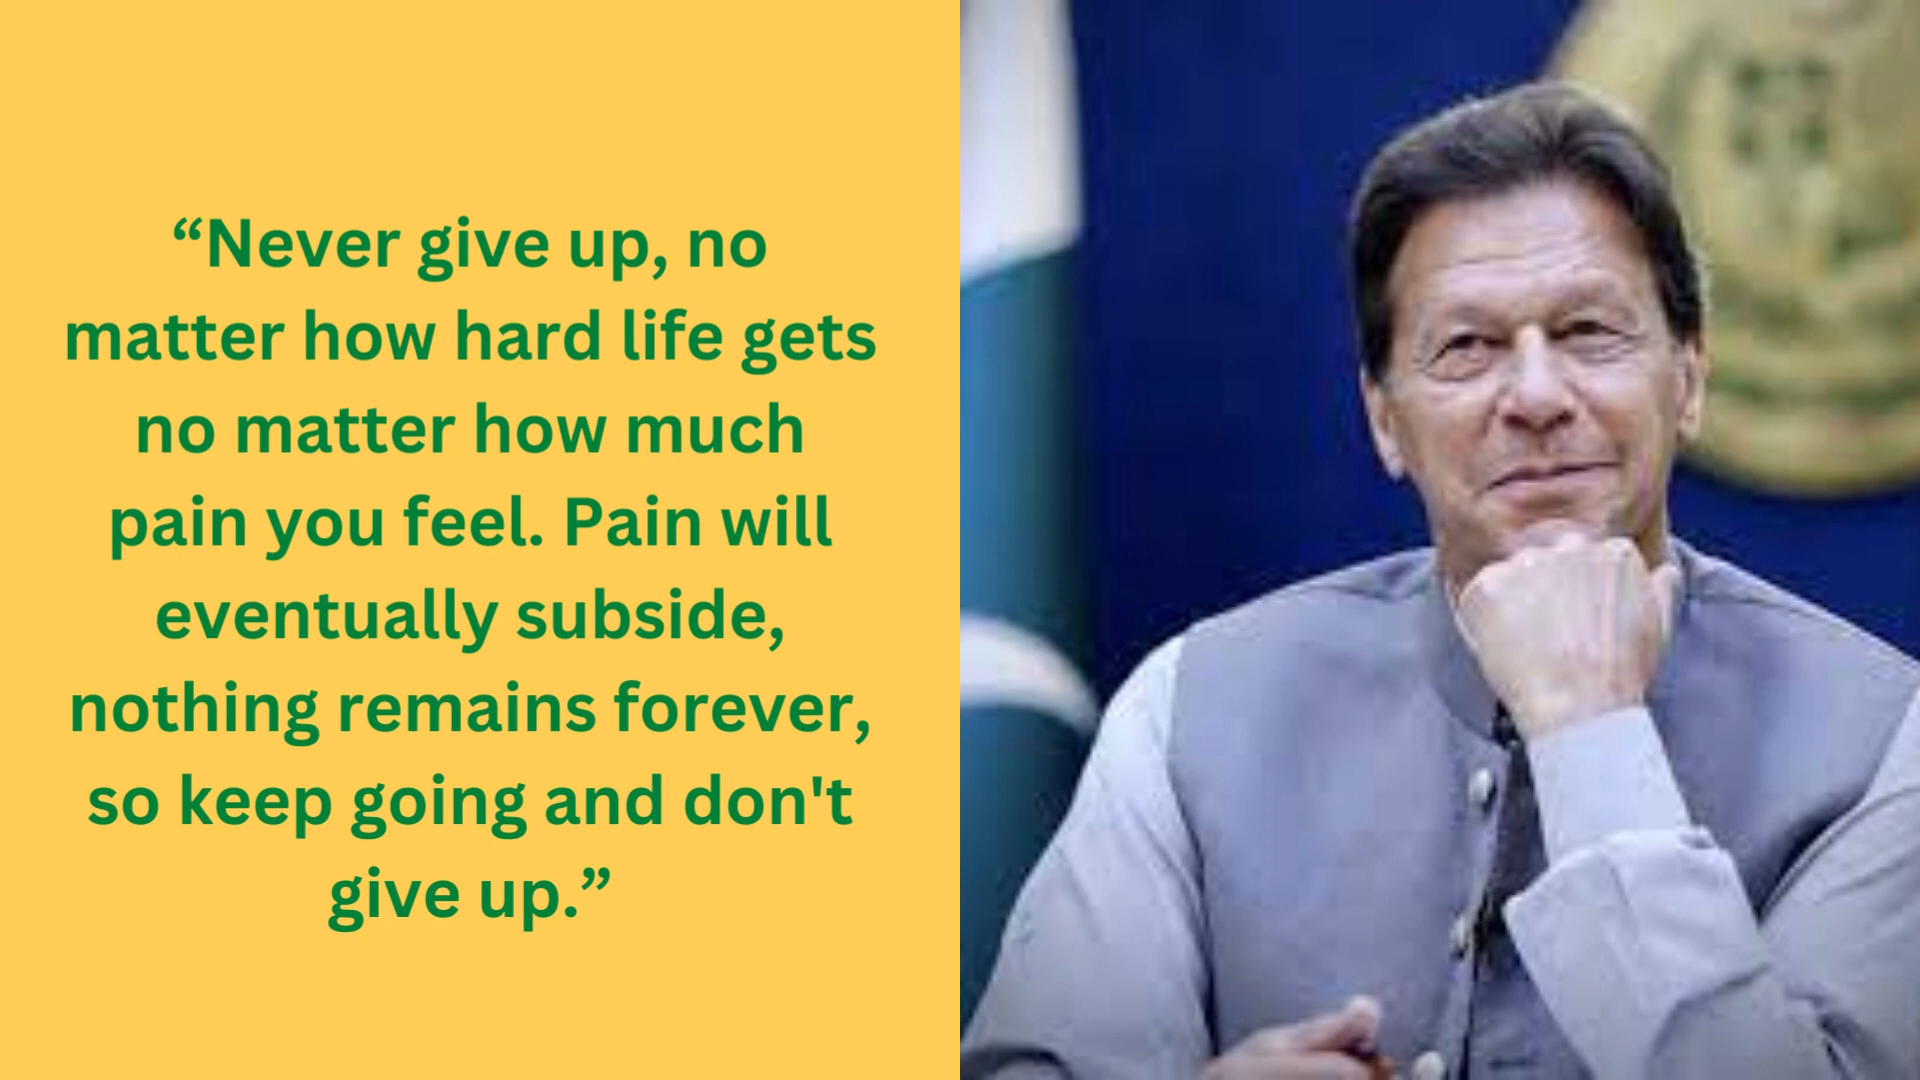 “Never give up, no
matter how hard life gets
no matter how much
pain you feel. Pain will
eventually subside,
nothing remains forever,
so keep going and don't
give up.”